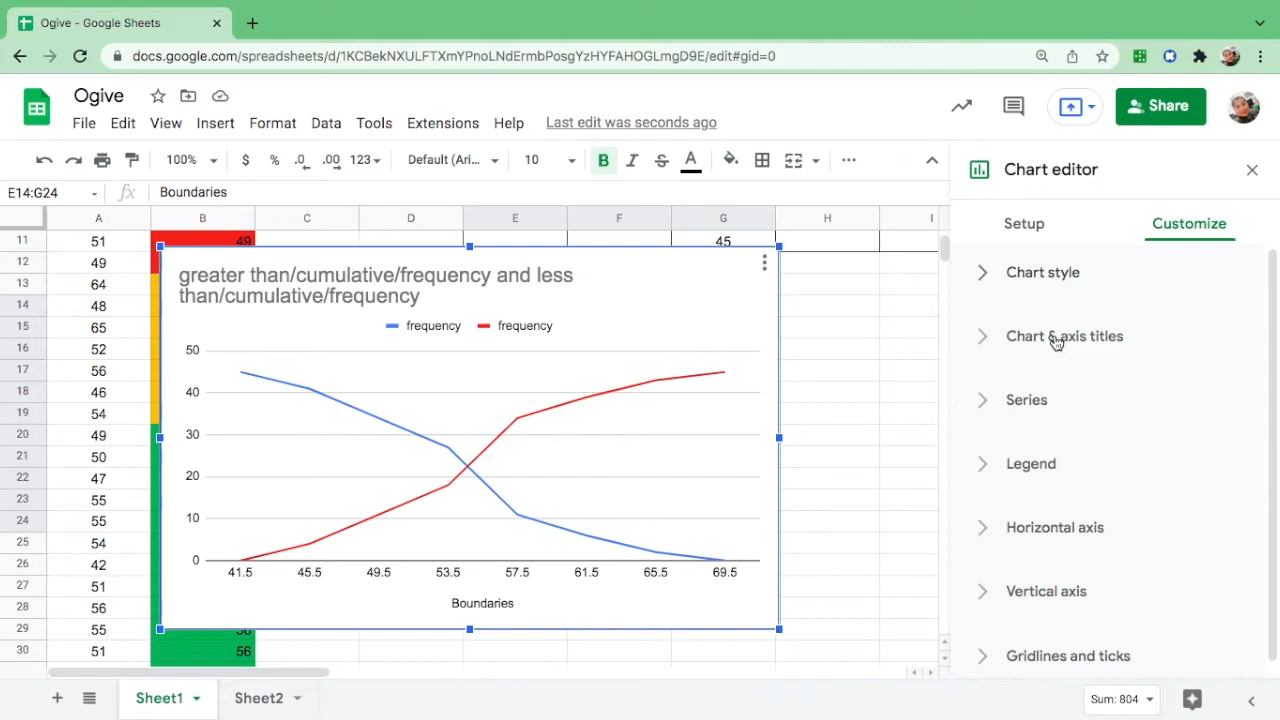 Ogive - Google Sheets
docs.google.com/spreadsheets/d/1KCBekNXULFTXmYPnoLNdErmbPosgYzHYFAHOGLmgD9E/edit#gid=0
Ogive
File Edit View Insert Format Data Tools Extensions Help Last edit was seconds ago
Share
100% $ % .0 .00 123 Default (Ari... 10 B I S A
E14:G24 fx Boundaries
A B C D E F G H I
11 51 49 45
12 49
13 64
14 48
15 65
16 52
17 56
18 46
19 54
20 49
21 50
22 47
23 55
24 55
25 54
26 42
27 51
28 56
29 55
30 51 56
greater than/cumulative/frequency and less
than/cumulative/frequency
frequency frequency
50
40
30
20
10
0
41.5 45.5 49.5 53.5 57.5 61.5 65.5 69.5
Boundaries
Chart editor
Setup Customize
Chart style
Chart & axis titles
Series
Legend
Horizontal axis
Vertical axis
Gridlines and ticks
Sheet1 Sheet2
Sum: 804